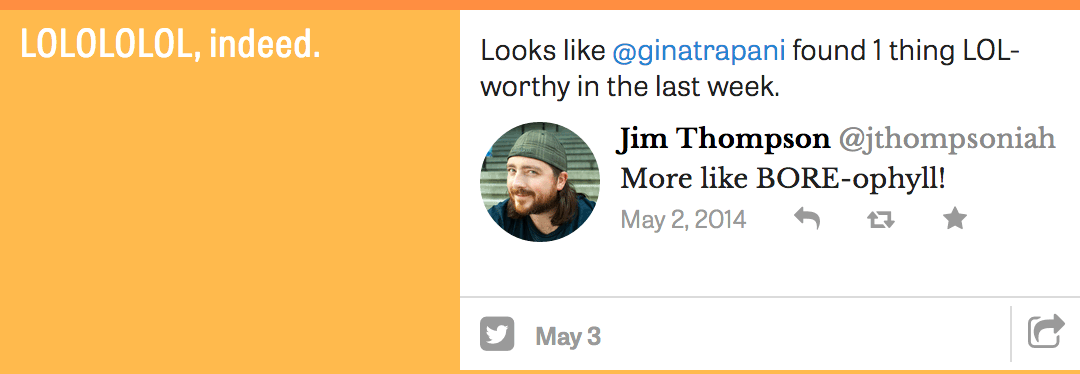 LOLOLOLOL, indeed.
Looks like @ginatrapani found 1 thing LOL-
worthy in the last week.
Jim Thompson @jthompsoniah
More like BORE-ophyll!
May 2, 2014
May 3